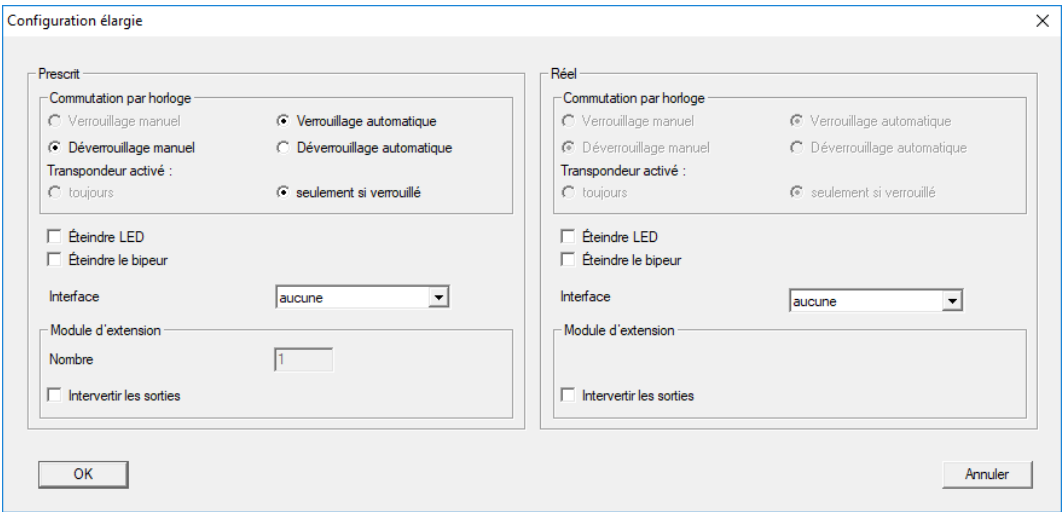 Configuration élargie
Prescrit
Commutation par horloge
Verrouillage manuel
Verrouillage automatique
Déverrouillage manuel
Déverrouillage automatique
Transpondeur activé :
toujours
seulement si verrouillé
Éteindre LED
Éteindre le bipeur
Interface
aucune
Module d'extension
Nombre
1
Intervertir les sorties
Réel
Commutation par horloge
Verrouillage manuel
Verrouillage automatique
Déverrouillage manuel
Déverrouillage automatique
Transpondeur activé :
toujours
seulement si verrouillé
Éteindre LED
Éteindre le bipeur
Interface
aucune
Module d'extension
Intervertir les sorties
OK
Annuler